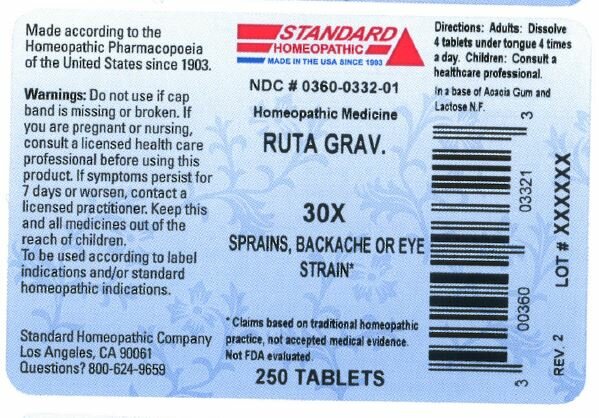 Made according to the
Homeopathic Pharmacopoeia
of the United States since 1903.
Warnings: Do not use if cap
band is missing or broken. If
you are pregnant or nursing,
consult a licensed health care
professional before using this
product. If symptoms persist for
7 days or worsen, contact a
licensed practitioner. Keep this
and all medicines out of the
reach of children.
To be used according to label
indications and/or standard
homeopathic indications.
Standard Homeopathic Company
Los Angeles, CA 90061
Questions? 800-624-9659
STANDARD
HOMEOPATHIC
MADE IN THE USA SINCE 1903
NDC # 0360-0332-01
Homeopathic Medicine
RUTA GRAV.
30X
SPRAINS, BACKACHE OR EYE
STRAIN*
* Claims based on traditional homeopathic
practice, not accepted medical evidence.
Not FDA evaluated.
250 TABLETS
Directions: Adults: Dissolve
4 tablets under tongue 4 times
a day. Children: Consult a
healthcare professional.
In a base of Acacia Gum and
Lactose N.F.
3 00360 03321 3
REV. 2 LOT # XXXXXX